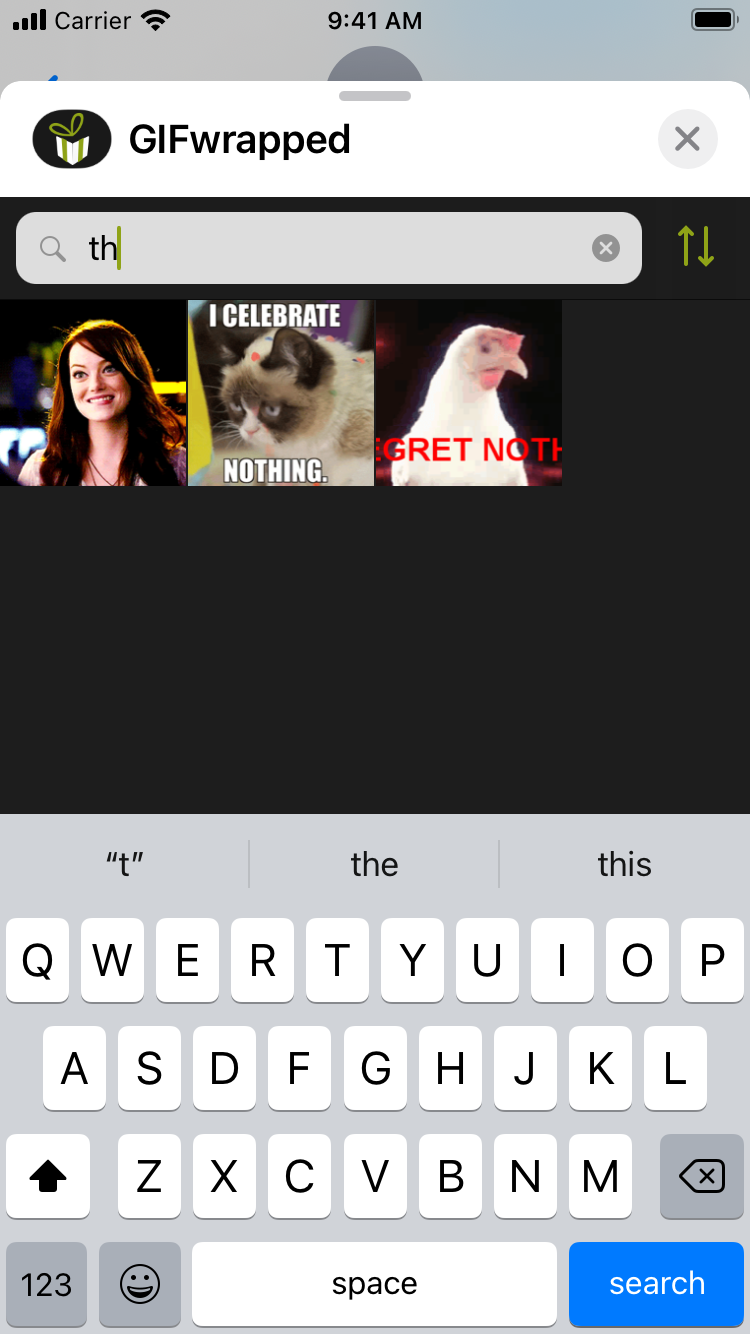 Carrier 9:41 AM
GIFwrapped
th
I CELEBRATE
NOTHING.
EGRET NOTH
“t” the this
Q W E R T Y U I O P
A S D F G H J K L
Z X C V B N M
123 space search